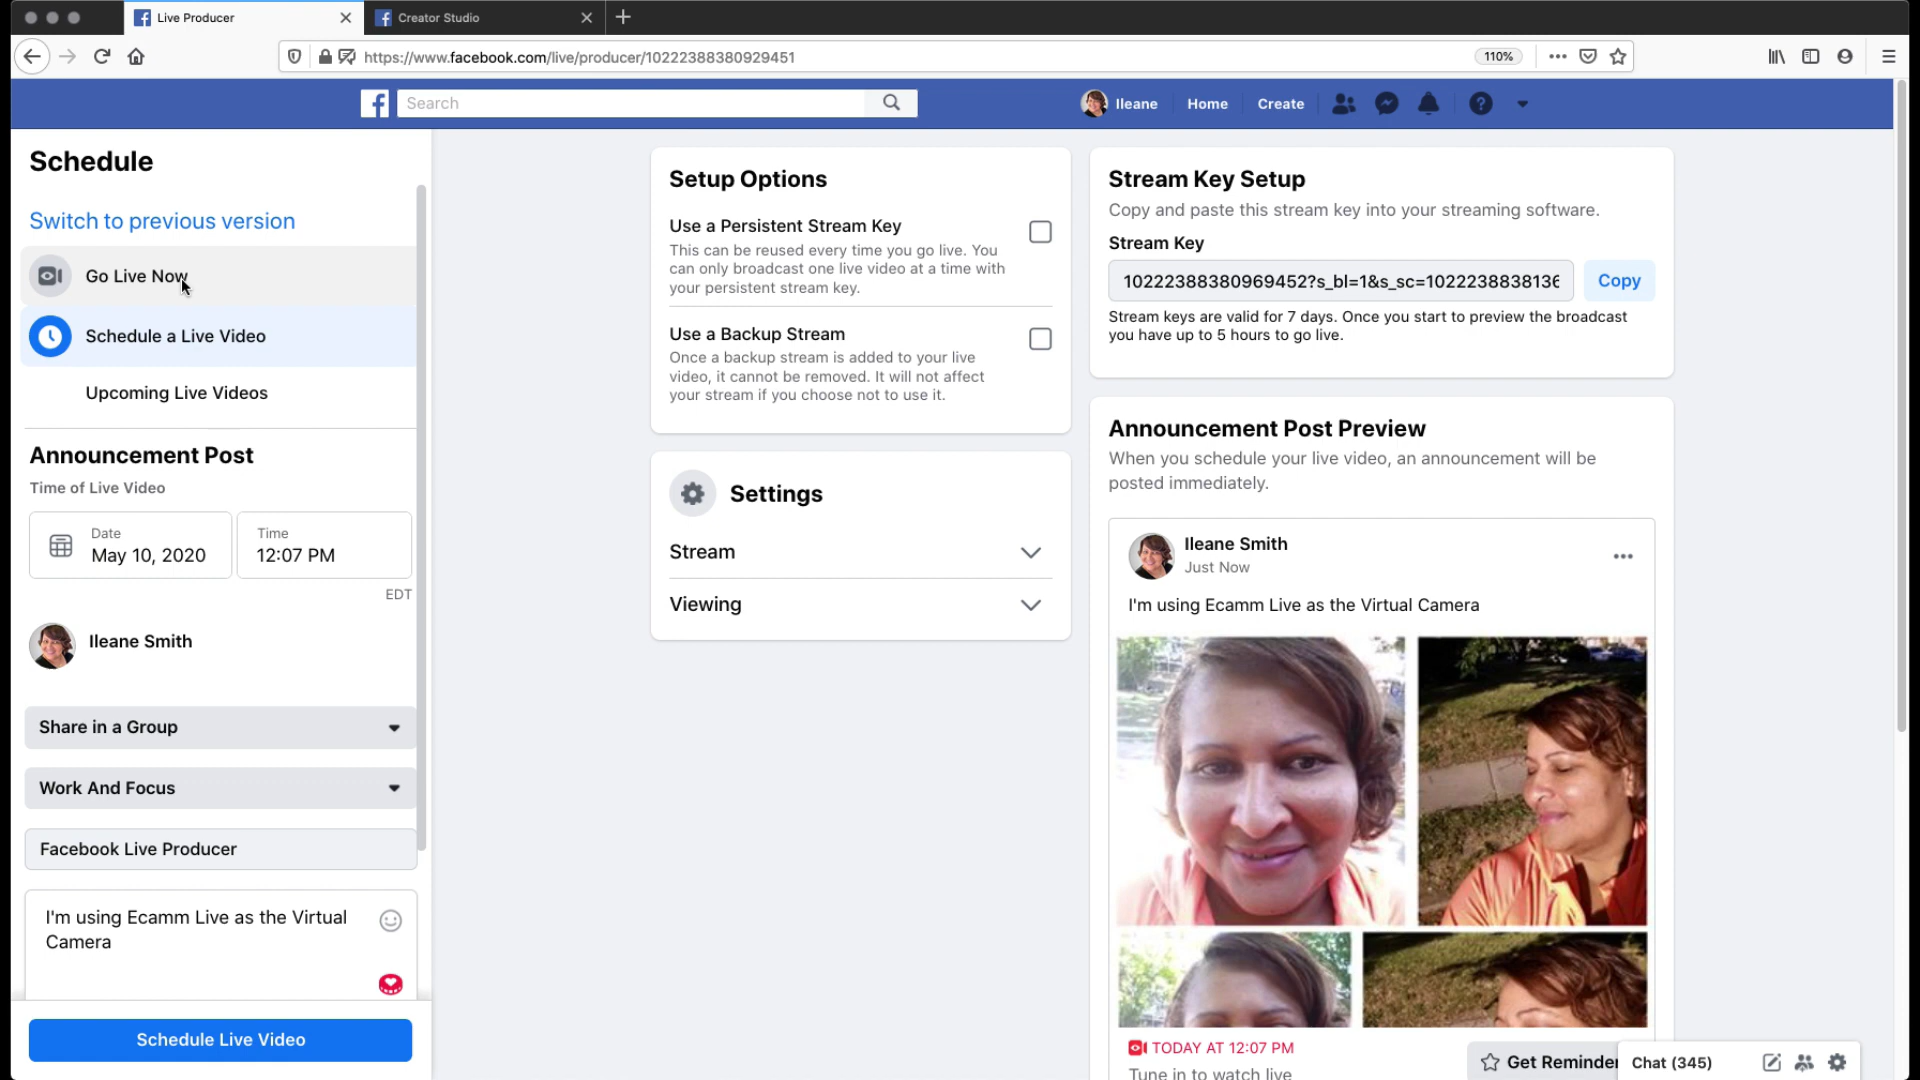 Live Producer
Creator Studio
https://www.facebook.com/live/producer/10222388380929451
110%
Search
Ileane
Home
Create
Schedule
Switch to previous version
Go Live Now
Schedule a Live Video
Upcoming Live Videos
Announcement Post
Time of Live Video
Date
May 10, 2020
Time
12:07 PM
EDT
Ileane Smith
Share in a Group
Work And Focus
Facebook Live Producer
I'm using Ecamm Live as the Virtual
Camera
Schedule Live Video
Setup Options
Use a Persistent Stream Key
This can be reused every time you go live. You
can only broadcast one live video at a time with
your persistent stream key.
Use a Backup Stream
Once a backup stream is added to your live
video, it cannot be removed. It will not affect
your stream if you choose not to use it.
Settings
Stream
Viewing
Stream Key Setup
Copy and paste this stream key into your streaming software.
Stream Key
10222388380969452?s_bl=1&s_sc=1022238838136
Copy
Stream keys are valid for 7 days. Once you start to preview the broadcast
you have up to 5 hours to go live.
Announcement Post Preview
When you schedule your live video, an announcement will be
posted immediately.
Ileane Smith
Just Now
I'm using Ecamm Live as the Virtual Camera
TODAY AT 12:07 PM
Tune in to watch live
Get Reminder
Chat (345)